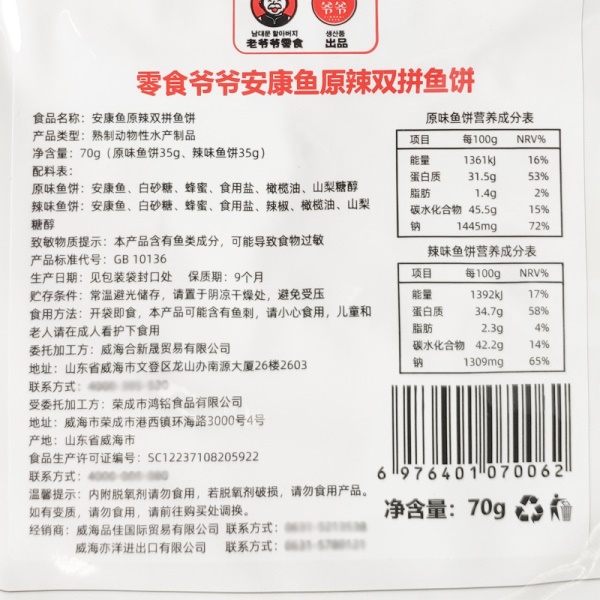 爷爷
남대문 할아버지
老爷爷零食
생산품
出品
零食爷爷安康鱼原辣双拼鱼饼
食品名称：安康鱼原辣双拼鱼饼
产品类型：熟制动物性水产制品
净含量：70g（原味鱼饼35g、辣味鱼饼35g）
配料表：
原味鱼饼：安康鱼、白砂糖、蜂蜜、食用盐、橄榄油、山梨糖醇
辣味鱼饼：安康鱼、白砂糖、蜂蜜、食用盐、辣椒、橄榄油、山梨
糖醇
致敏物质提示：本产品含有鱼类成分，可能导致食物过敏
产品标准代号：GB 10136
生产日期：见包装袋封口处 保质期：9个月
贮存条件：常温避光储存，请置于阴凉干燥处，避免受压
食用方法：开袋即食，本产品可能含有鱼刺，请小心食用，儿童和
老人请在成人看护下食用
委托加工方：威海合新晟贸易有限公司
地址：山东省威海市文登区龙山办南源大厦26楼2603
联系方式：
受委托加工方：荣成市鸿铭食品有限公司
地址：威海市荣成市港西镇环海路3000号4号
产地：山东省威海市
食品生产许可证编号：SC12237108205922
联系方式：
温馨提示：内附脱氧剂请勿食用，若脱氧剂破损，请勿食用产品。
如有变质，请勿食用，请前往购买处调换。
经销商：威海品佳国际贸易有限公司 联系方式：
威海亦洋进出口有限公司 联系方式：
原味鱼饼营养成分表
项目 每100g NRV%
能量 1361kJ 16%
蛋白质 31.5g 53%
脂肪 1.4g 2%
碳水化合物 45.5g 15%
钠 1445mg 72%
辣味鱼饼营养成分表
项目 每100g NRV%
能量 1392kJ 17%
蛋白质 34.7g 58%
脂肪 2.3g 4%
碳水化合物 42.2g 14%
钠 1309mg 65%
6 976401 070062
净含量：70g